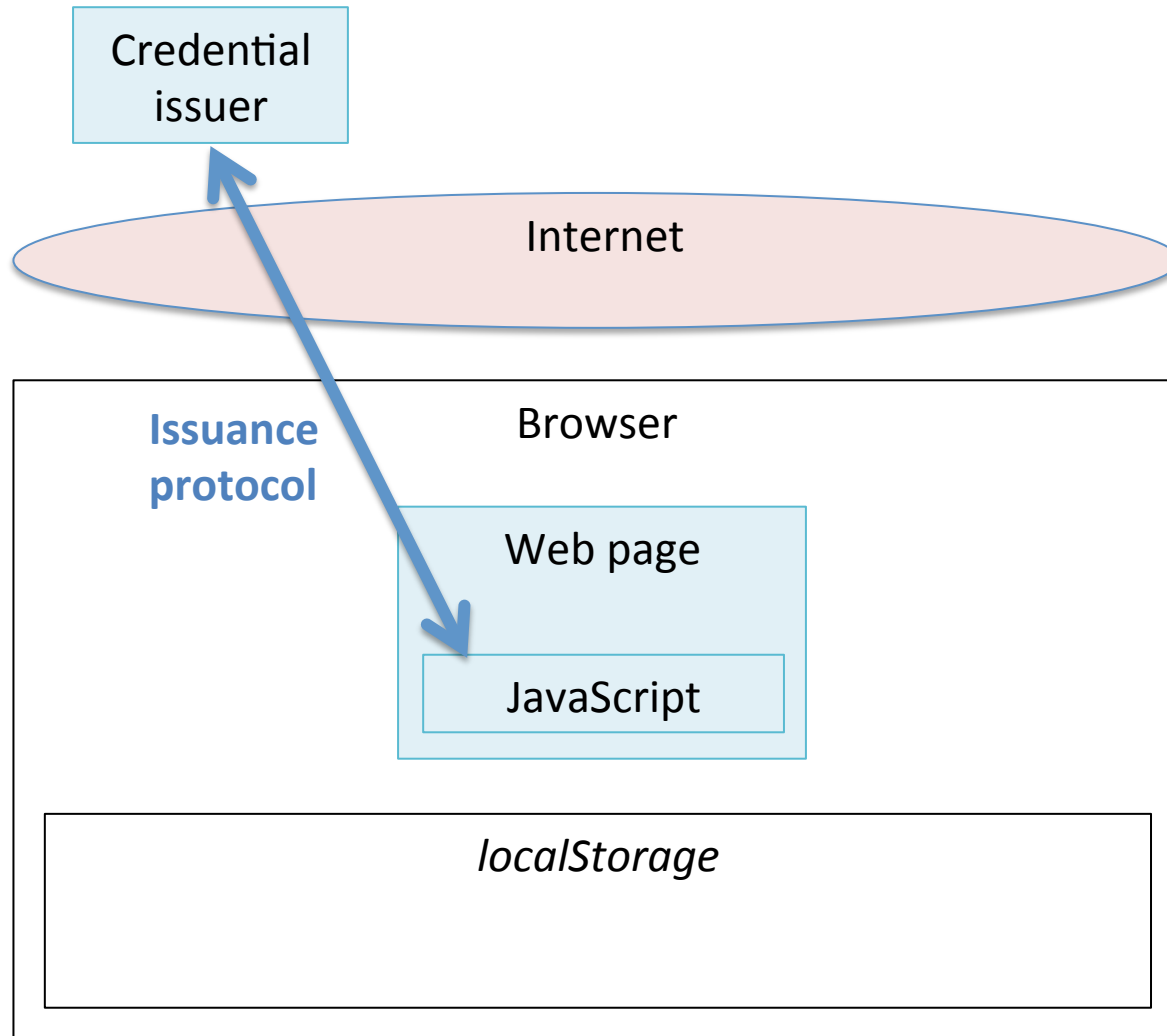 Credential
issuer
Internet
Browser
Issuance
protocol
Web page
JavaScript
localStorage